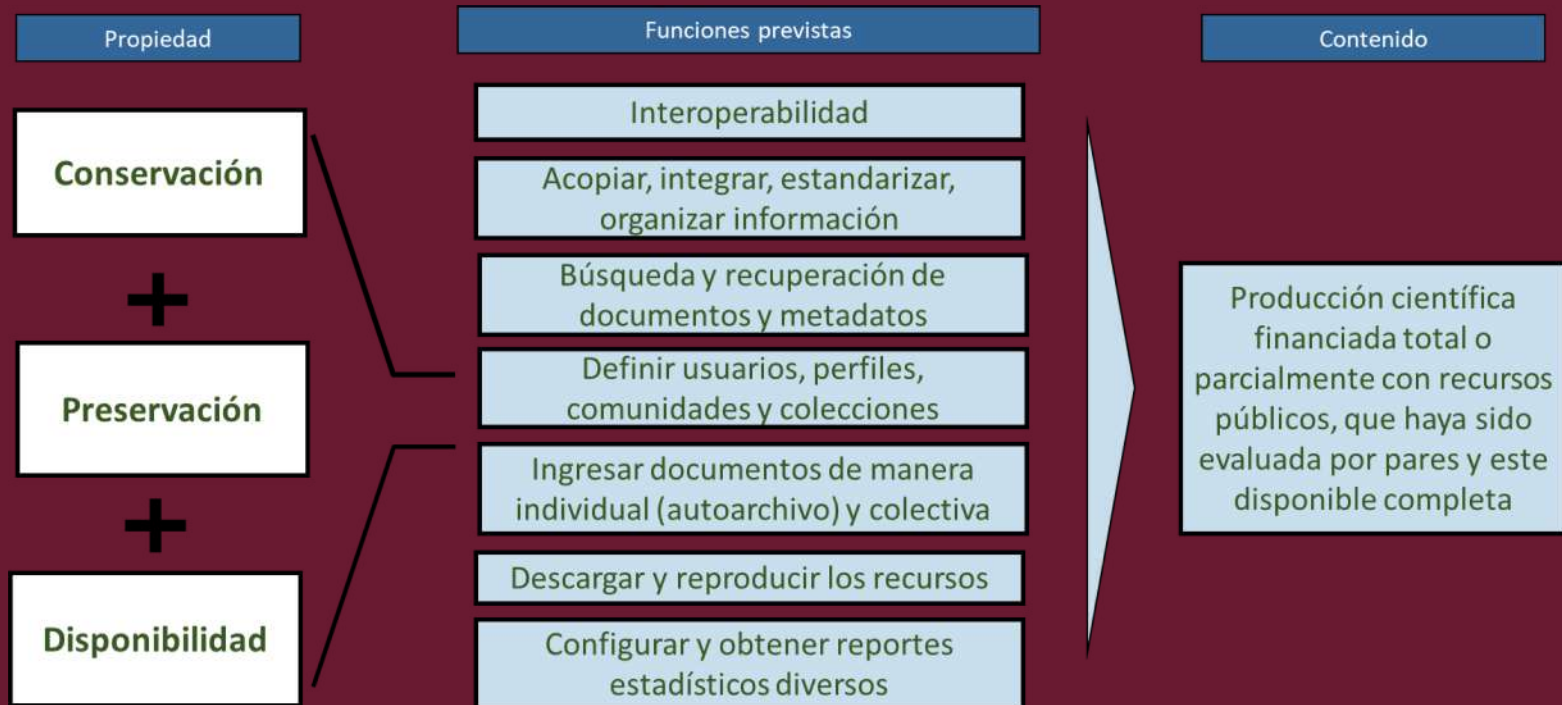 Propiedad
Funciones previstas
Contenido
Conservación
+
Preservación
+
Disponibilidad
Interoperabilidad
Acopiar, integrar, estandarizar,
organizar información
Búsqueda y recuperación de
documentos y metadatos
Definir usuarios, perfiles,
comunidades y colecciones
Ingresar documentos de manera
individual (autoarchivo) y colectiva
Descargar y reproducir los recursos
Configurar y obtener reportes
estadísticos diversos
Producción científica
financiada total o
parcialmente con recursos
públicos, que haya sido
evaluada por pares y este
disponible completa